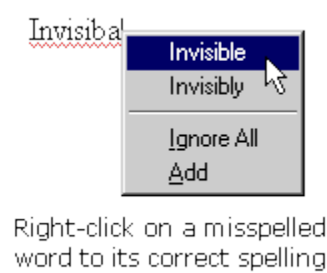 Invisibal
Invisible
Invisibly
Ignore All
Add
Right-click on a misspelled
word to its correct spelling